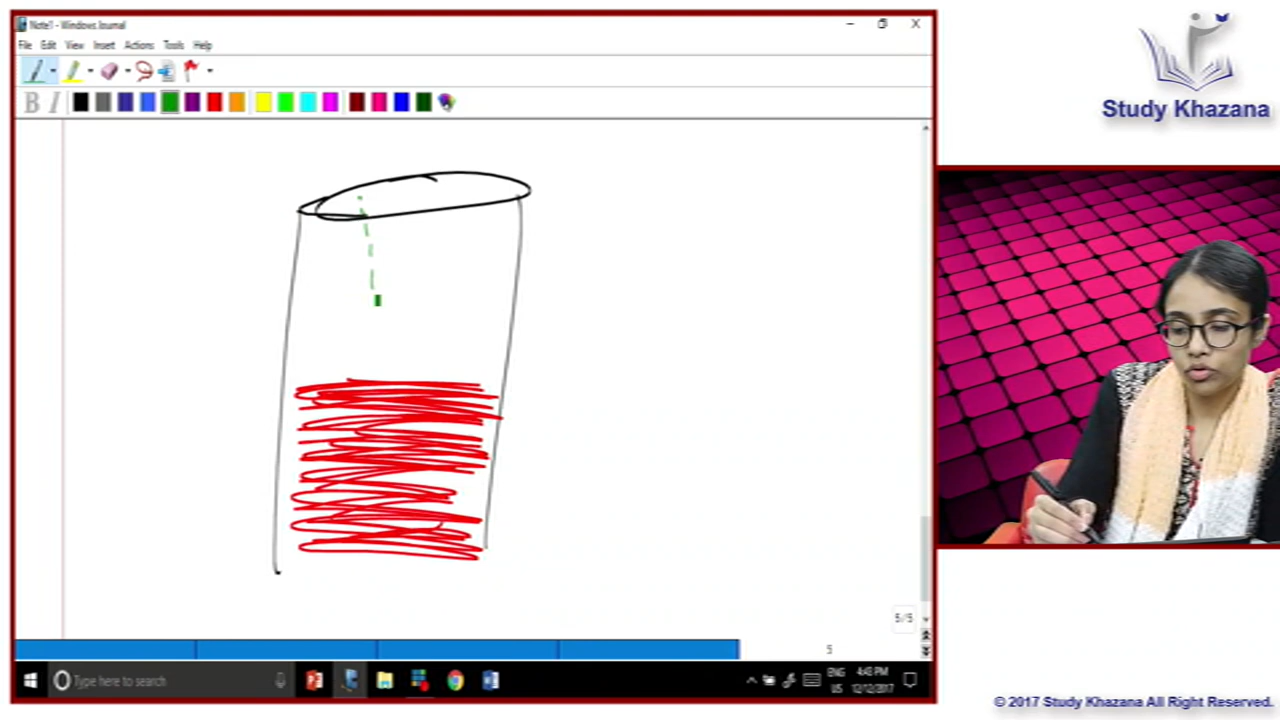 Note1 - Windows Journal
File Edit View Insert Actions Tools Help
B I
Study Khazana
5/5
5
Type here to search
ENG
US
4:43 PM
12/12/2017
© 2017 Study Khazana All Right Reserved.